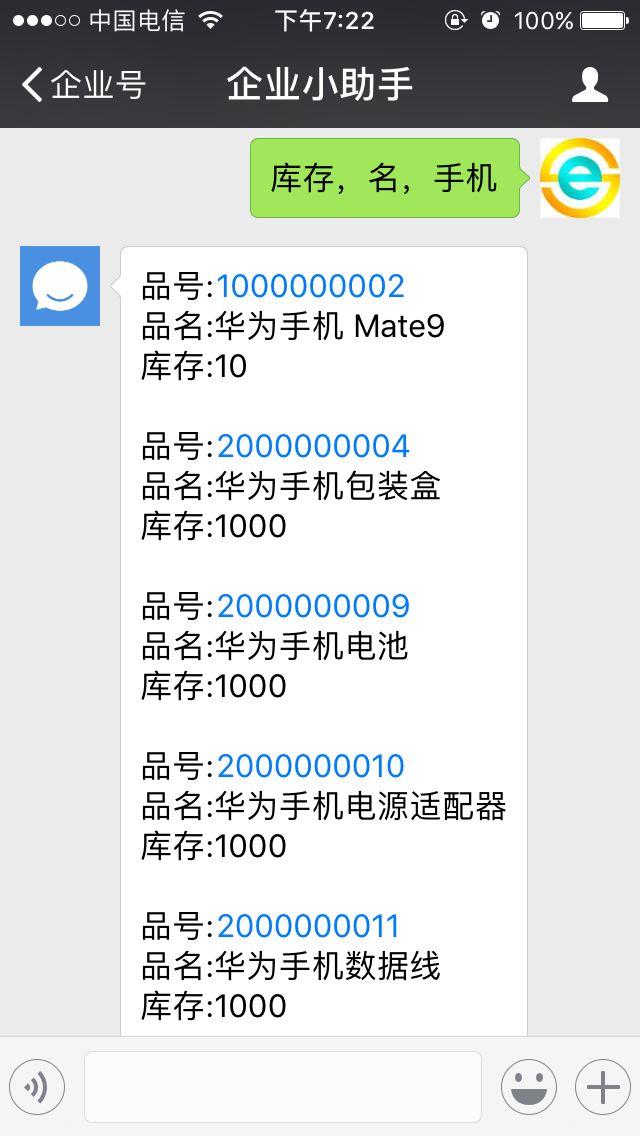 中国电信 下午7:22 100%
企业号 企业小助手
库存，名，手机
品号:1000000002
品名:华为手机 Mate9
库存:10
品号:2000000004
品名:华为手机包装盒
库存:1000
品号:2000000009
品名:华为手机电池
库存:1000
品号:2000000010
品名:华为手机电源适配器
库存:1000
品号:2000000011
品名:华为手机数据线
库存:1000